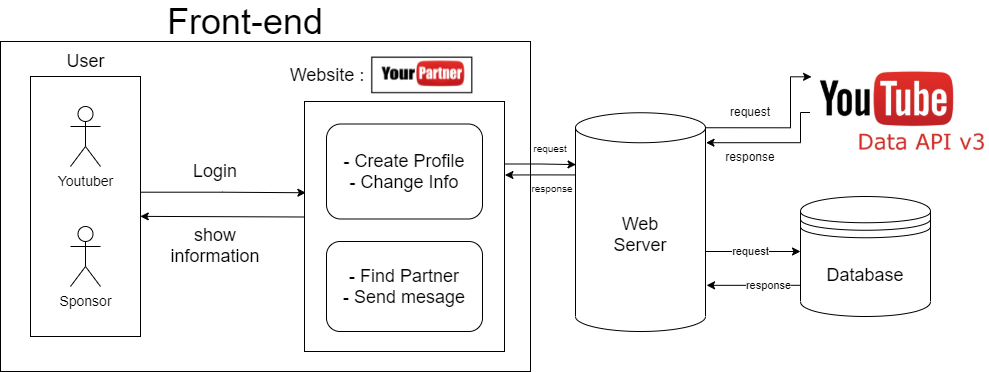 Front-end
User
Website :
YourPartner
Youtuber
Sponsor
Login
show
information
- Create Profile
- Change Info
- Find Partner
- Send mesage
request
response
Web
Server
request
response
YouTube
Data API v3
request
response
Database